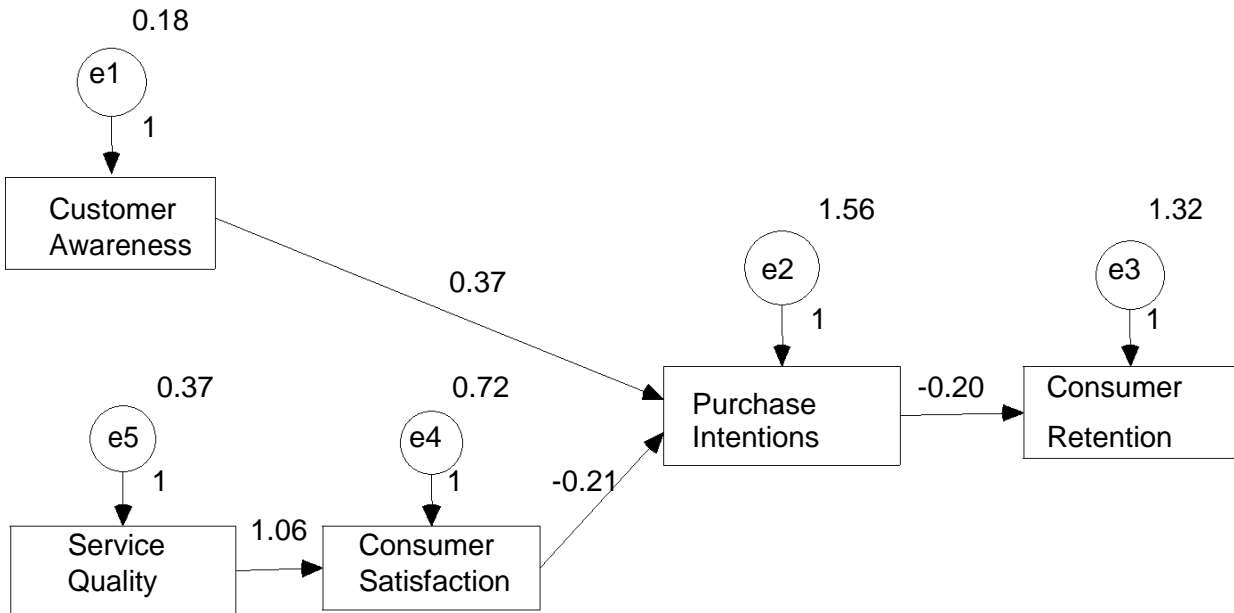 0.18
e1
1
Customer
Awareness
0.37
1.56
e2
1
1.32
e3
1
0.37
e5
1
0.72
e4
1
Purchase
Intentions
-0.20
Consumer
Retention
-0.21
Service
Quality
1.06
Consumer
Satisfaction